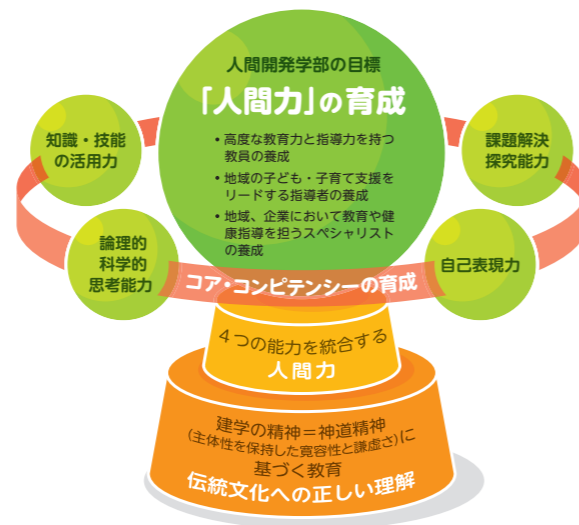 人間開発学部の目標
「人間力」の育成
• 高度な教育力と指導力を持つ
教員の養成
• 地域の子ども・子育て支援を
リードする指導者の養成
• 地域、企業において教育や健
康指導を担うスペシャリスト
の養成
知識・技能
の活用力
論理的
科学的
思考能力
課題解決
探究能力
自己表現力
コア・コンピテンシーの育成
4つの能力を統合する
人間力
建学の精神＝神道精神
(主体性を保持した寛容性と謙虚さ)に
基づく教育
伝統文化への正しい理解